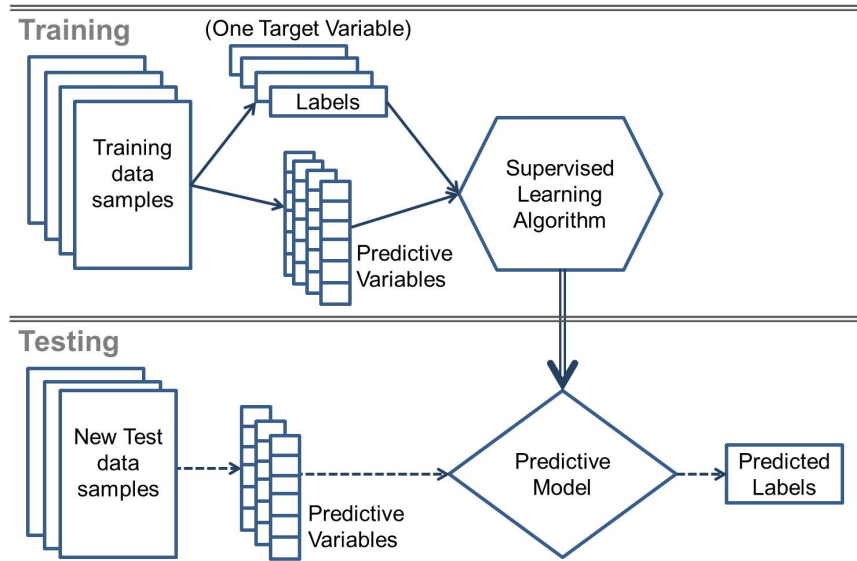 Training
(One Target Variable)
Labels
Training
data
samples
Predictive
Variables
Supervised
Learning
Algorithm
Testing
New Test
data
samples
Predictive
Variables
Predictive
Model
Predicted
Labels